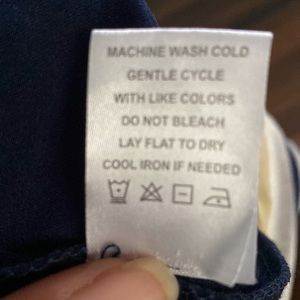 MACHINE WASH COLD
GENTLE CYCLE
WITH LIKE COLORS
DO NOT BLEACH
LAY FLAT TO DRY
COOL IRON IF NEEDED